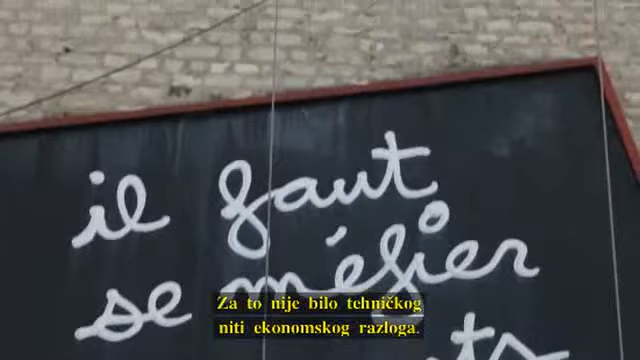 il faut
se méfier
Za to nije bilo tehničkog
niti ekonomskog razloga.